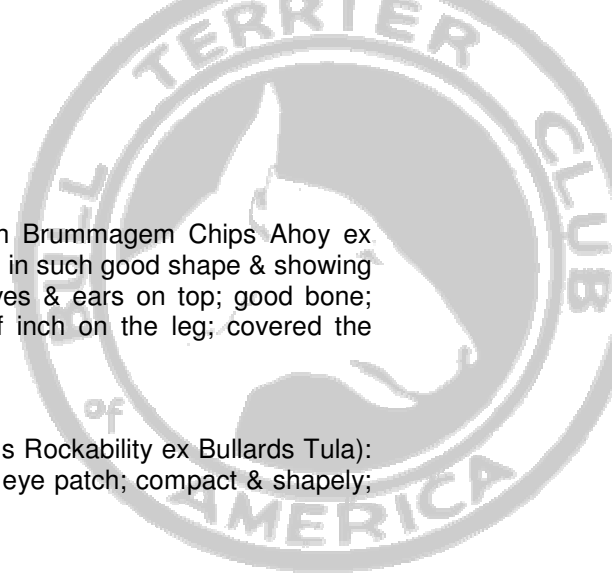 BULL TERRIER CLUB
of
AMERICA
Brummagem Chips Ahoy ex
in such good shape & showing
& ears on top; good bone;
inch on the leg; covered the
Rockability ex Bullards Tula):
eye patch; compact & shapely;